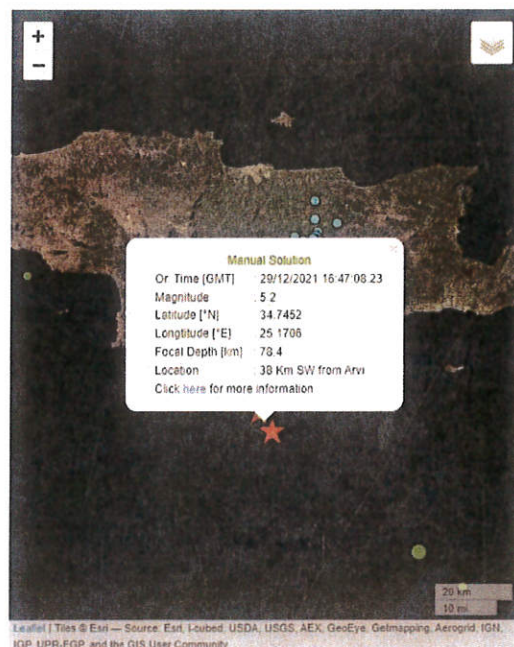 +
−
×
Manual Solution
Or. Time [GMT] : 29/12/2021 16:47:08.23
Magnitude : 5.2
Latitude [°N] : 34.7452
Longtitude [°E] : 25.1706
Focal Depth [km] : 78.4
Location : 38 Km SW from Arvi
Click here for more information
20 km
10 mi
Leaflet | Tiles © Esri — Source: Esri, i-cubed, USDA, USGS, AEX, GeoEye, Getmapping, Aerogrid, IGN,
IGP, UPR-EGP, and the GIS User Community